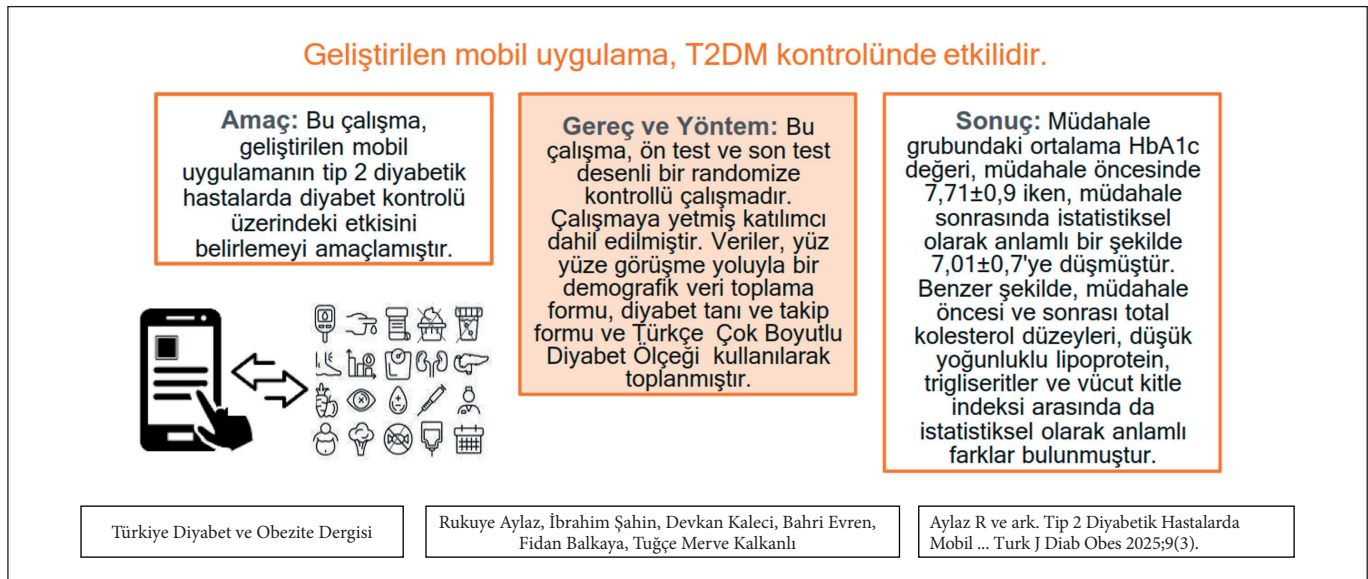 Geliştirilen mobil uygulama, T2DM kontrolünde etkilidir.
Amaç: Bu çalışma,
geliştirilen mobil
uygulamanın tip 2 diyabetik
hastalarda diyabet kontrolü
üzerindeki etkisini
belirlemeyi amaçlamıştır.
Gereç ve Yöntem: Bu
çalışma, ön test ve son test
desenli bir randomize
kontrollü çalışmadır.
Çalışmaya yetmiş katılımcı
dahil edilmiştir. Veriler, yüz
yüze görüşme yoluyla bir
demografik veri toplama
formu, diyabet tanı ve takip
formu ve Türkçe Çok Boyutlu
Diyabet Ölçeği kullanılarak
toplanmıştır.
Sonuç: Müdahale
grubundaki ortalama HbA1c
değeri, müdahale öncesinde
7,71±0,9 iken, müdahale
sonrasında istatistiksel
olarak anlamlı bir şekilde
7,01±0,7'ye düşmüştür.
Benzer şekilde, müdahale
öncesi ve sonrası total
kolesterol düzeyleri, düşük
yoğunluklu lipoprotein,
trigliseritler ve vücut kitle
indeksi arasında da
istatistiksel olarak anlamlı
farklar bulunmuştur.
Türkiye Diyabet ve Obezite Dergisi
Rukuye Aylaz, İbrahim Şahin, Devkan Kaleci, Bahri Evren,
Fidan Balkaya, Tuğçe Merve Kalkanlı
Aylaz R ve ark. Tip 2 Diyabetik Hastalarda
Mobil ... Turk J Diab Obes 2025;9(3).